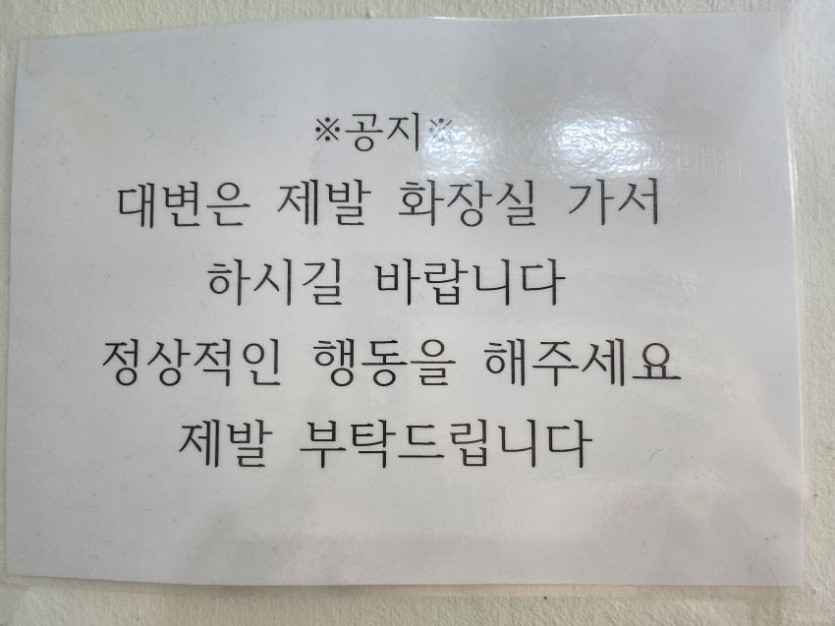 ※공지※
대변은 제발 화장실 가서
하시길 바랍니다
정상적인 행동을 해주세요
제발 부탁드립니다